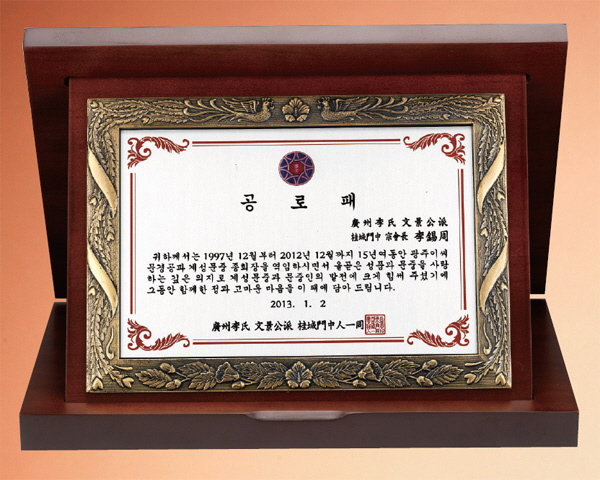 공로패
廣州李氏 文景公派
桂城門中 宗會長 李錫周
귀하께서는 1997년 12월부터 2012년 12월까지 15년여동안 광주이씨
문경공파 계성문중 종회장을 역임하시면서 올곧은 성품과 문중을 사랑
하는 깊은 의지로 계성문중과 문중인의 발전에 크게 힘써 주셨기에
그동안 함께한 정과 고마운 마음을 이 패에 담아 드립니다.
2013. 1. 2
廣州李氏 文景公派 桂城門中人一同